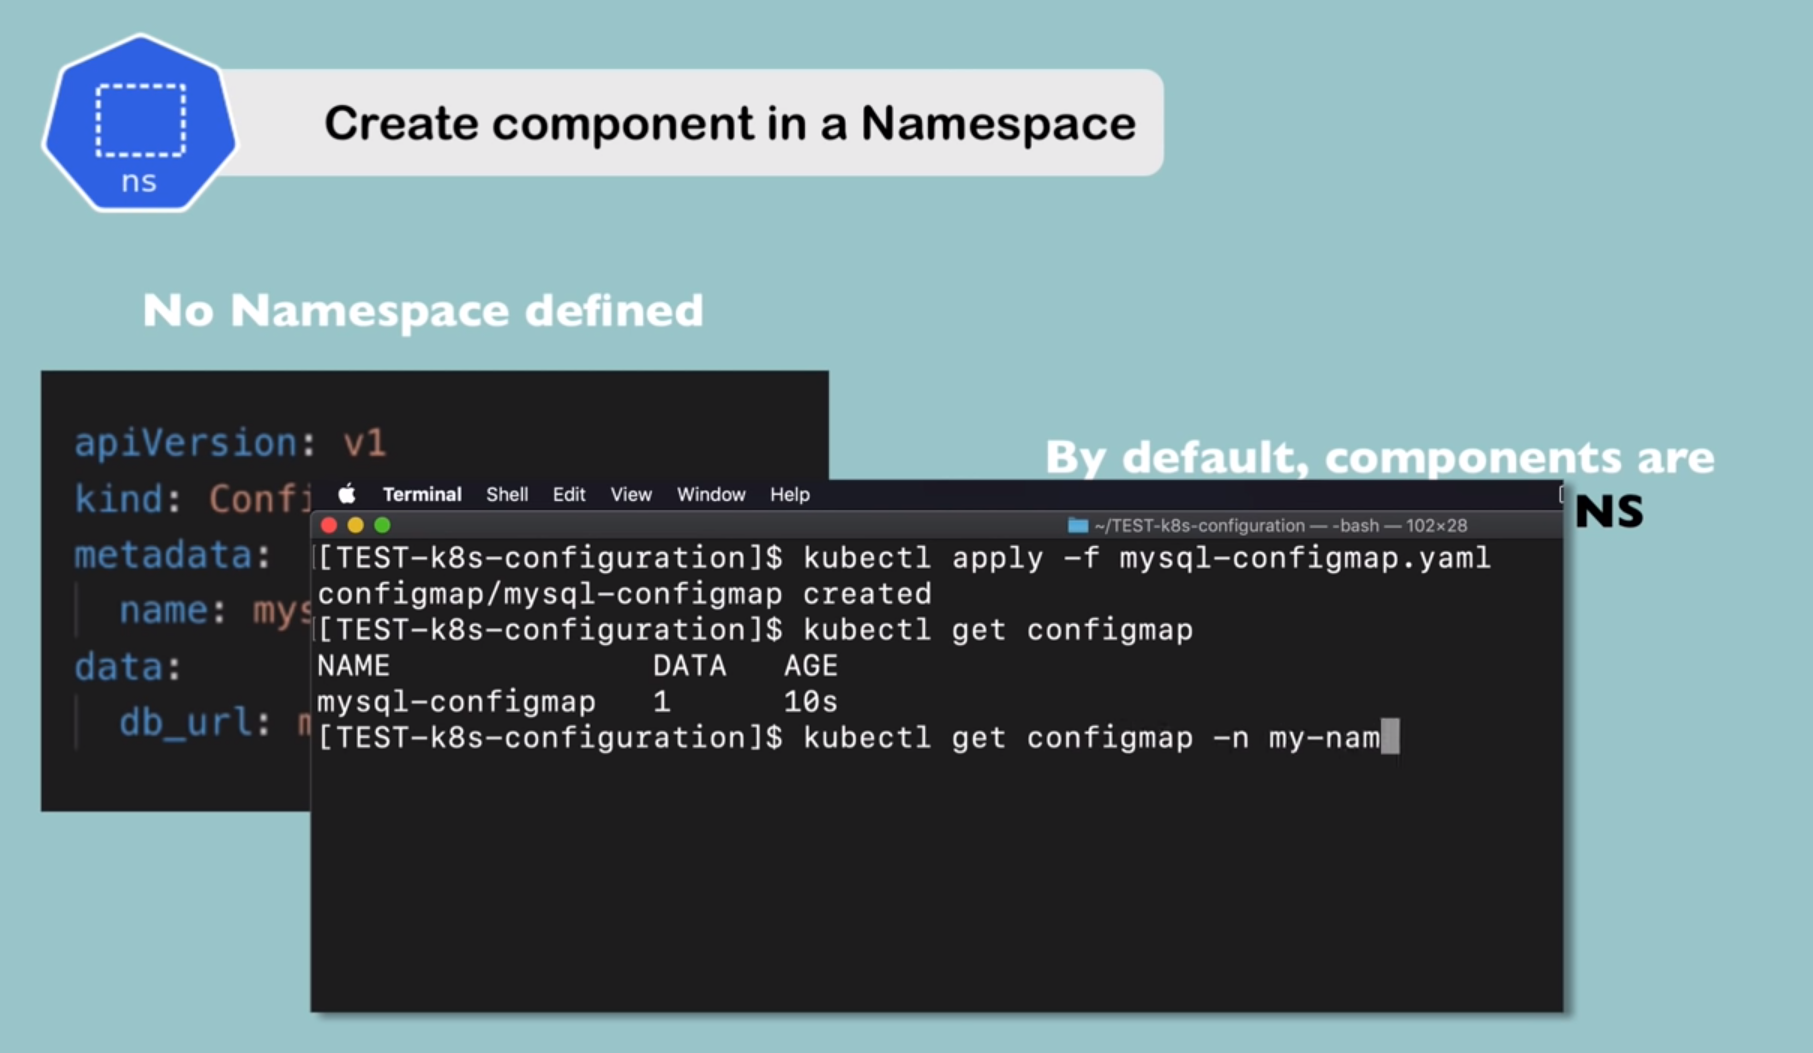 ns
Create component in a Namespace
No Namespace defined
apiVersion: v1
kind:
metadata:
name:
data:
db_url:
By default, components are
NS
Terminal Shell Edit View Window Help
~/TEST-k8s-configuration — -bash — 102×28
[TEST-k8s-configuration]$ kubectl apply -f mysql-configmap.yaml
configmap/mysql-configmap created
[TEST-k8s-configuration]$ kubectl get configmap
NAME DATA AGE
mysql-configmap 1 10s
[TEST-k8s-configuration]$ kubectl get configmap -n my-nam